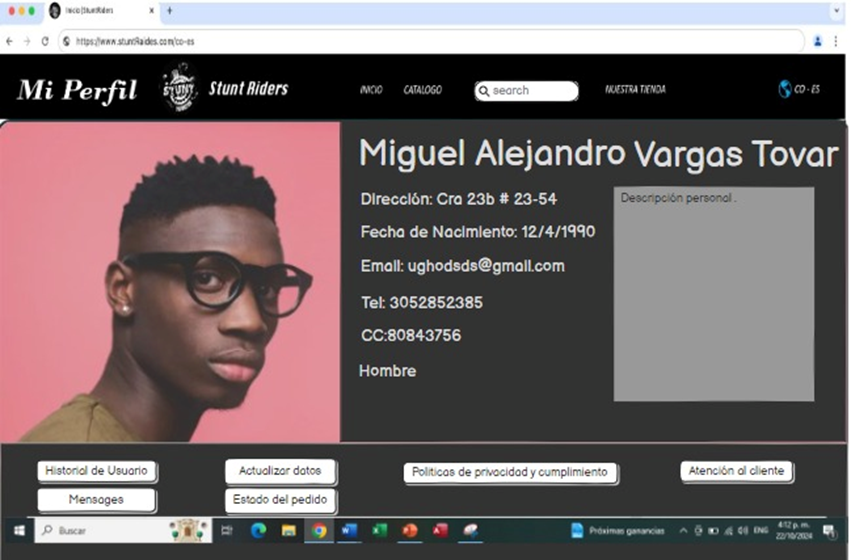 Inicio |StuntRiders
https://www.stuntRaides.com/co-es
Mi Perfil
STUNT
Stunt Riders
INICIO
CATALOGO
search
NUESTRA TIENDA
CO - ES
Miguel Alejandro Vargas Tovar
Dirección: Cra 23b # 23-54
Fecha de Nacimiento: 12/4/1990
Email: ughodsds@gmail.com
Tel: 3052852385
CC:80843756
Hombre
Descripción personal .
Historial de Usuario
Actualizar datos
Politicas de privacidad y cumplimiento
Atención al cliente
Mensages
Estado del pedido
Buscar
Próximas ganancias
ENG
4:12 p. m.
22/10/2024